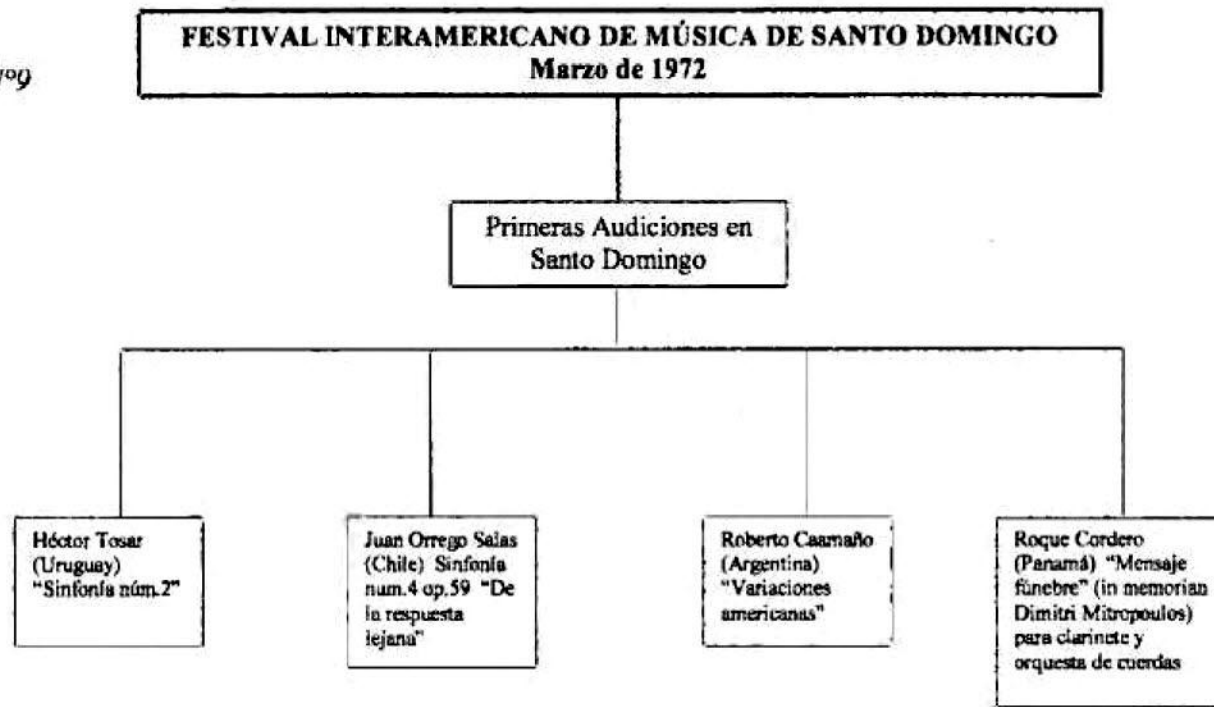 FESTIVAL INTERAMERICANO DE MÚSICA DE SANTO DOMINGO
Marzo de 1972
Primeras Audiciones en
Santo Domingo
Héctor Tosar
(Uruguay)
“Sinfonía núm.2”
Juan Orrego Salas
(Chile) Sinfonía
num.4 op.59 “De
la respuesta
lejana”
Roberto Caamaño
(Argentina)
“Variaciones
americanas”
Roque Cordero
(Panamá) “Mensaje
fúnebre” (in memorian
Dimitri Mitropoulos)
para clarinete y
orquesta de cuerdas